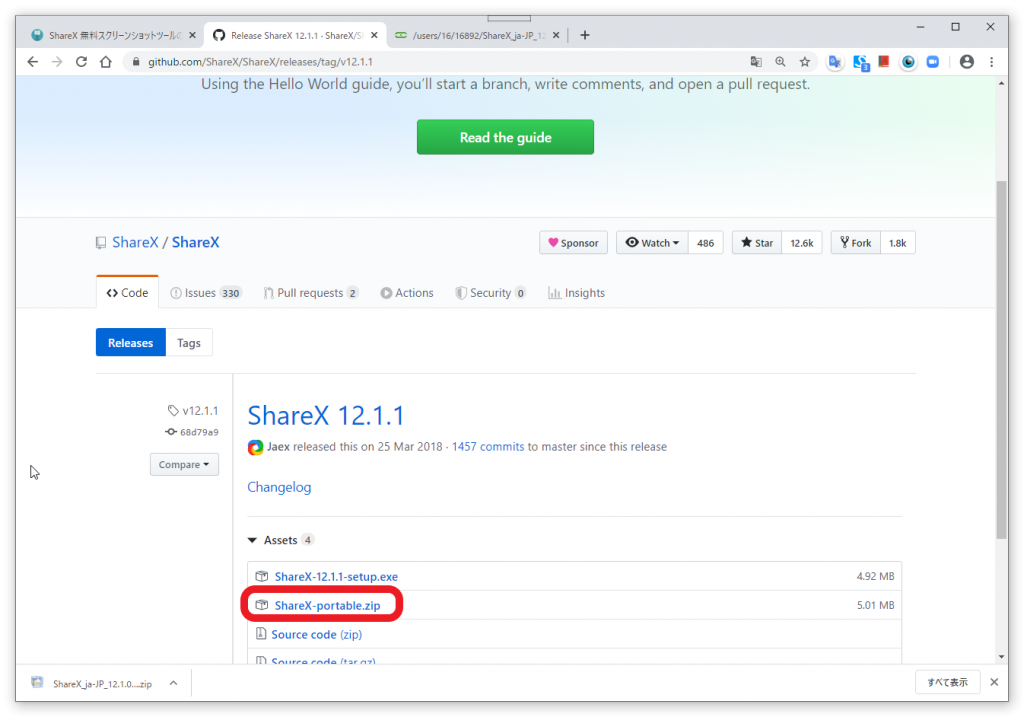 ShareX 無料スクリーンショットツールの
Release ShareX 12.1.1 · ShareX/S
/users/16/16892/ShareX_ja-JP_12
github.com/ShareX/ShareX/releases/tag/v12.1.1
Using the Hello World guide, you'll start a branch, write comments, and open a pull request.
Read the guide
ShareX / ShareX
Sponsor
Watch
486
Star
12.6k
Fork
1.8k
Code
Issues 330
Pull requests 2
Actions
Security 0
Insights
Releases
Tags
v12.1.1
68d79a9
Compare
ShareX 12.1.1
Jaex released this on 25 Mar 2018 · 1457 commits to master since this release
Changelog
Assets 4
ShareX-12.1.1-setup.exe 4.92 MB
ShareX-portable.zip 5.01 MB
Source code (zip)
Source code (tar.gz)
ShareX_ja-JP_12.1.0....zip
すべて表示